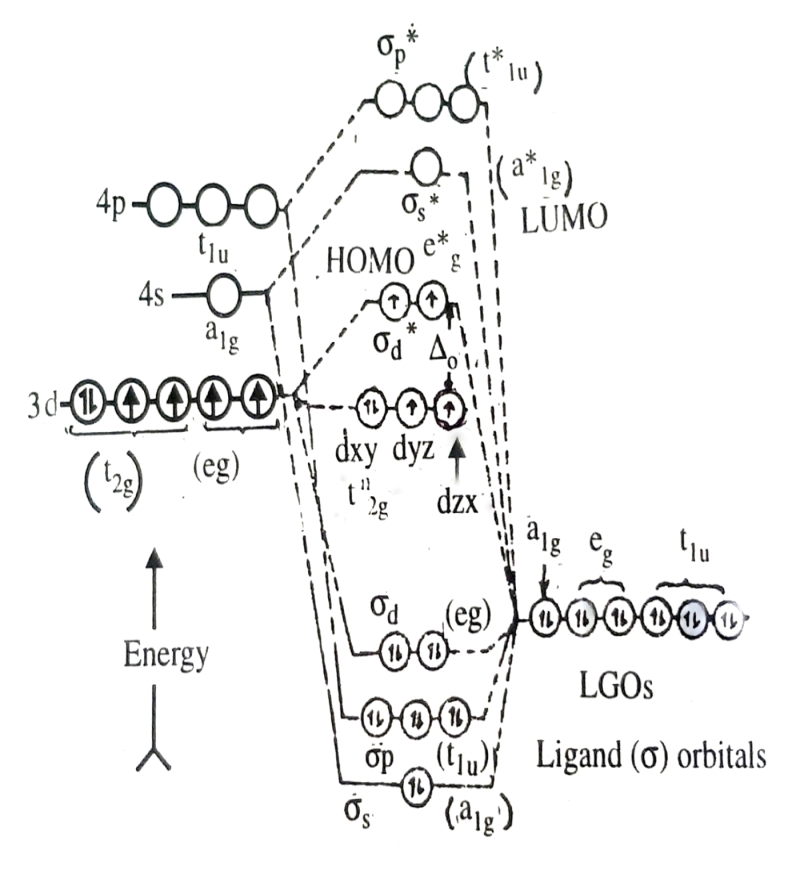 σₚ* (t*₁ᵤ)
4p
t₁ᵤ
σₛ* (a*₁g)
LUMO
HOMO e*g
4s
a₁g
σd* Δₒ
3d ⥮ ↑ ↑ ↑ ↑
⥮ ↑ ↑
(t₂g) (eg)
dxy dyz
tⁿ₂g dzx
a₁g eg t₁ᵤ
⥮ ⥮ ⥮ ⥮ ⥮ ⥮
σd (eg)
⥮ ⥮
Energy
LGOs
⥮ ⥮ ⥮
σp (t₁ᵤ)
Ligand (σ) orbitals
⥮
σₛ (a₁g)